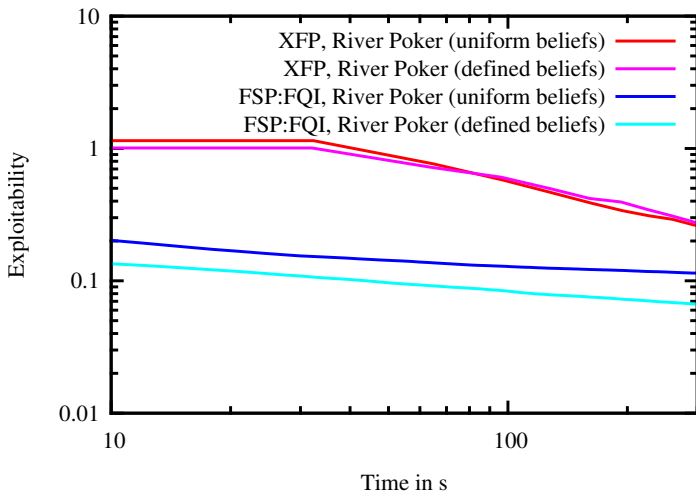 10
1
0.1
0.01
Exploitability
XFP, River Poker (uniform beliefs)
XFP, River Poker (defined beliefs)
FSP:FQI, River Poker (uniform beliefs)
FSP:FQI, River Poker (defined beliefs)
10
100
Time in s